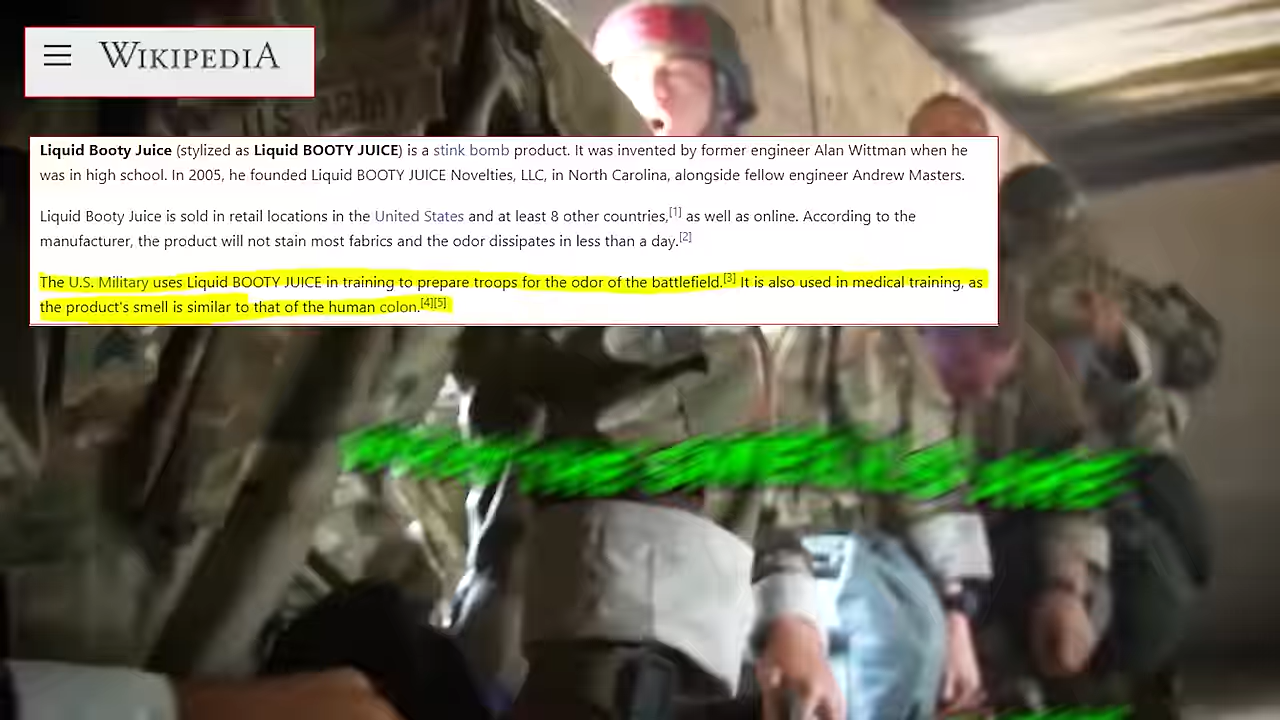 WIKIPEDIA
U.S. ARMY
Liquid Booty Juice (stylized as Liquid BOOTY JUICE) is a stink bomb product. It was invented by former engineer Alan Wittman when he
was in high school. In 2005, he founded Liquid BOOTY JUICE Novelties, LLC, in North Carolina, alongside fellow engineer Andrew Masters.
Liquid Booty Juice is sold in retail locations in the United States and at least 8 other countries,[1] as well as online. According to the
manufacturer, the product will not stain most fabrics and the odor dissipates in less than a day.[2]
The U.S. Military uses Liquid BOOTY JUICE in training to prepare troops for the odor of the battlefield.[3] It is also used in medical training, as
the product's smell is similar to that of the human colon.[4][5]